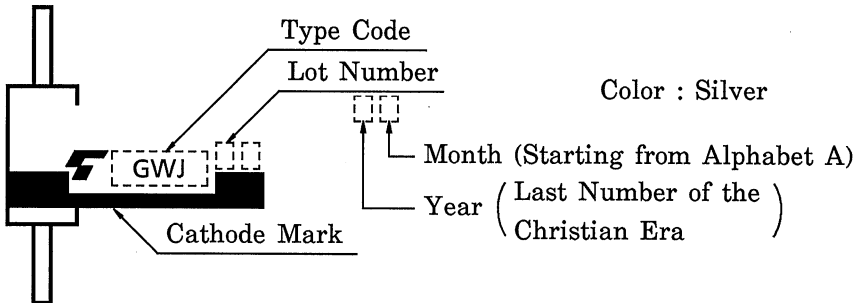 Type Code
Lot Number
Color : Silver
GWJ
Month (Starting from Alphabet A)
Year (Last Number of the
Christian Era)
Cathode Mark